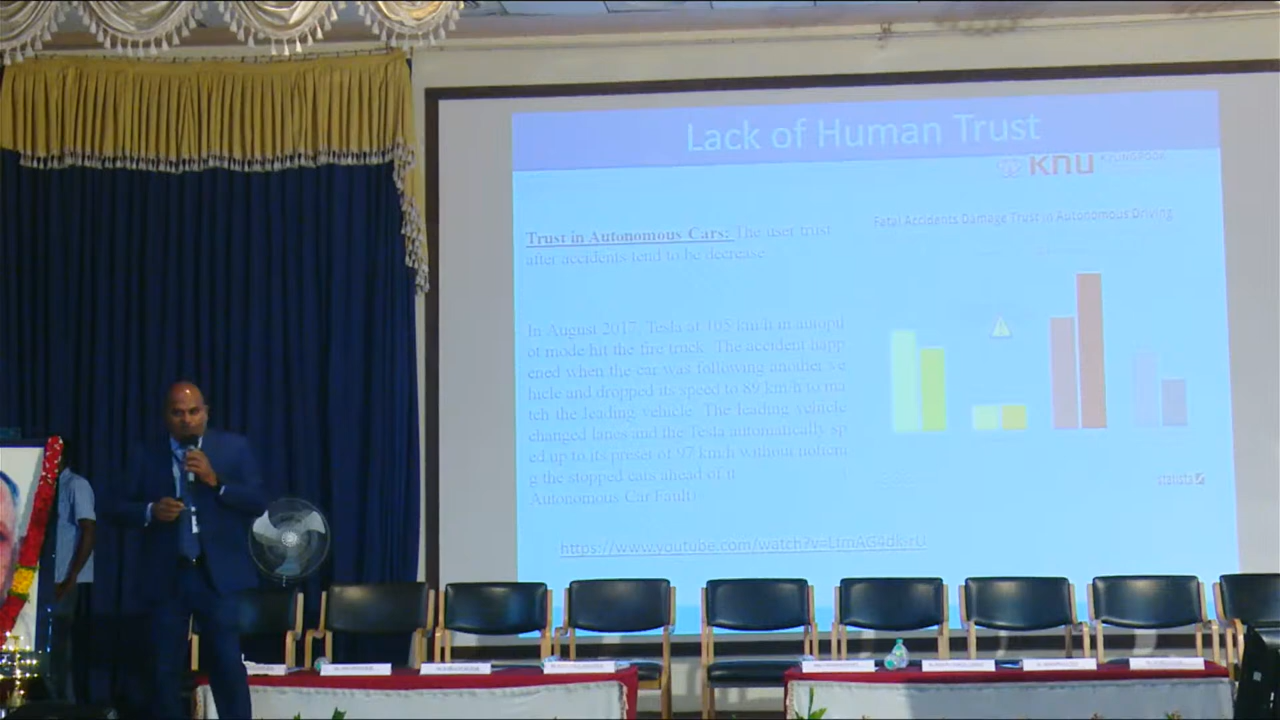 Lack of Human Trust
KNU KYUNGPOOK
Fatal Accidents Damage Trust in Autonomous Driving
Trust in Autonomous Cars: The user trust
after accidents tend to be decrease
In August 2017, Tesla at 105 km/h in autopil
ot mode hit the fire truck. The accident happ
ened when the car was following another ve
hicle and dropped its speed to 89 km/h to ma
tch the leading vehicle. The leading vehicle
changed lanes and the Tesla automatically sp
ed up to its preset of 97 km/h without noticin
g the stopped cars ahead of it
Autonomous Car Fault
statista
https://www.youtube.com/watch?v=LtmAG4dk-rU